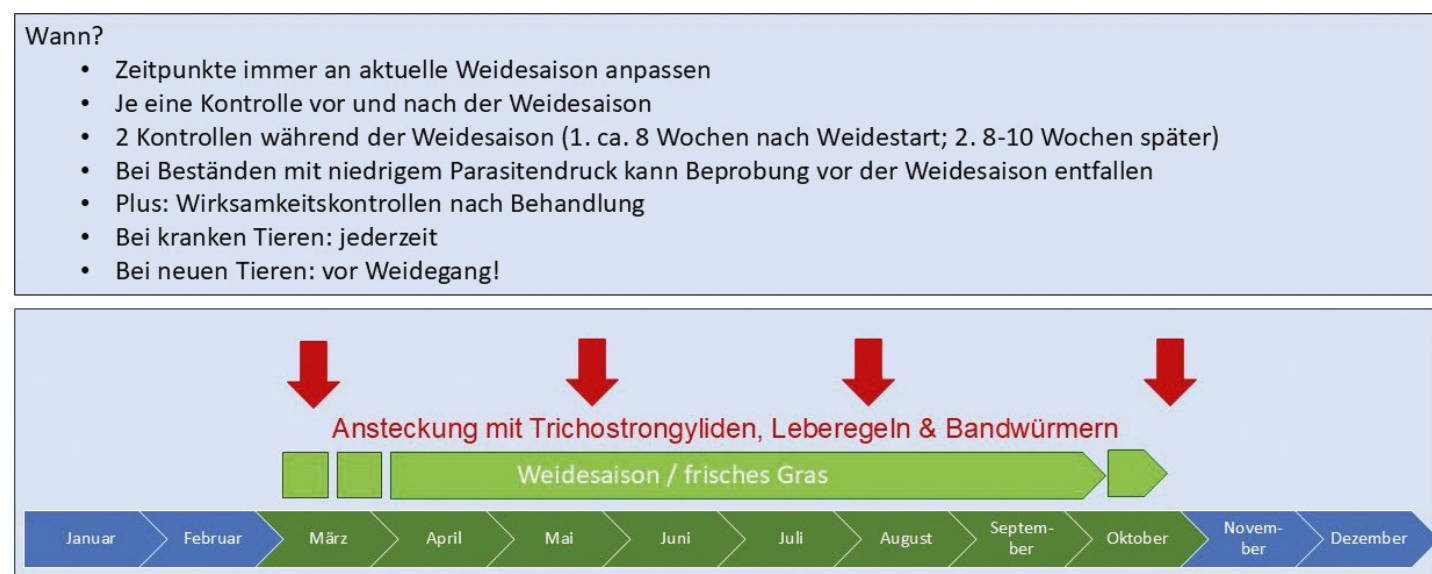 Wann?
• Zeitpunkte immer an aktuelle Weidesaison anpassen
• Je eine Kontrolle vor und nach der Weidesaison
• 2 Kontrollen während der Weidesaison (1. ca. 8 Wochen nach Weidestart; 2. 8-10 Wochen später)
• Bei Beständen mit niedrigem Parasitendruck kann Beprobung vor der Weidesaison entfallen
• Plus: Wirksamkeitskontrollen nach Behandlung
• Bei kranken Tieren: jederzeit
• Bei neuen Tieren: vor Weidegang!
Ansteckung mit Trichostrongyliden, Leberegeln & Bandwürmern
Weidesaison / frisches Gras
Januar
Februar
März
April
Mai
Juni
Juli
August
Septem-
ber
Oktober
Novem-
ber
Dezember